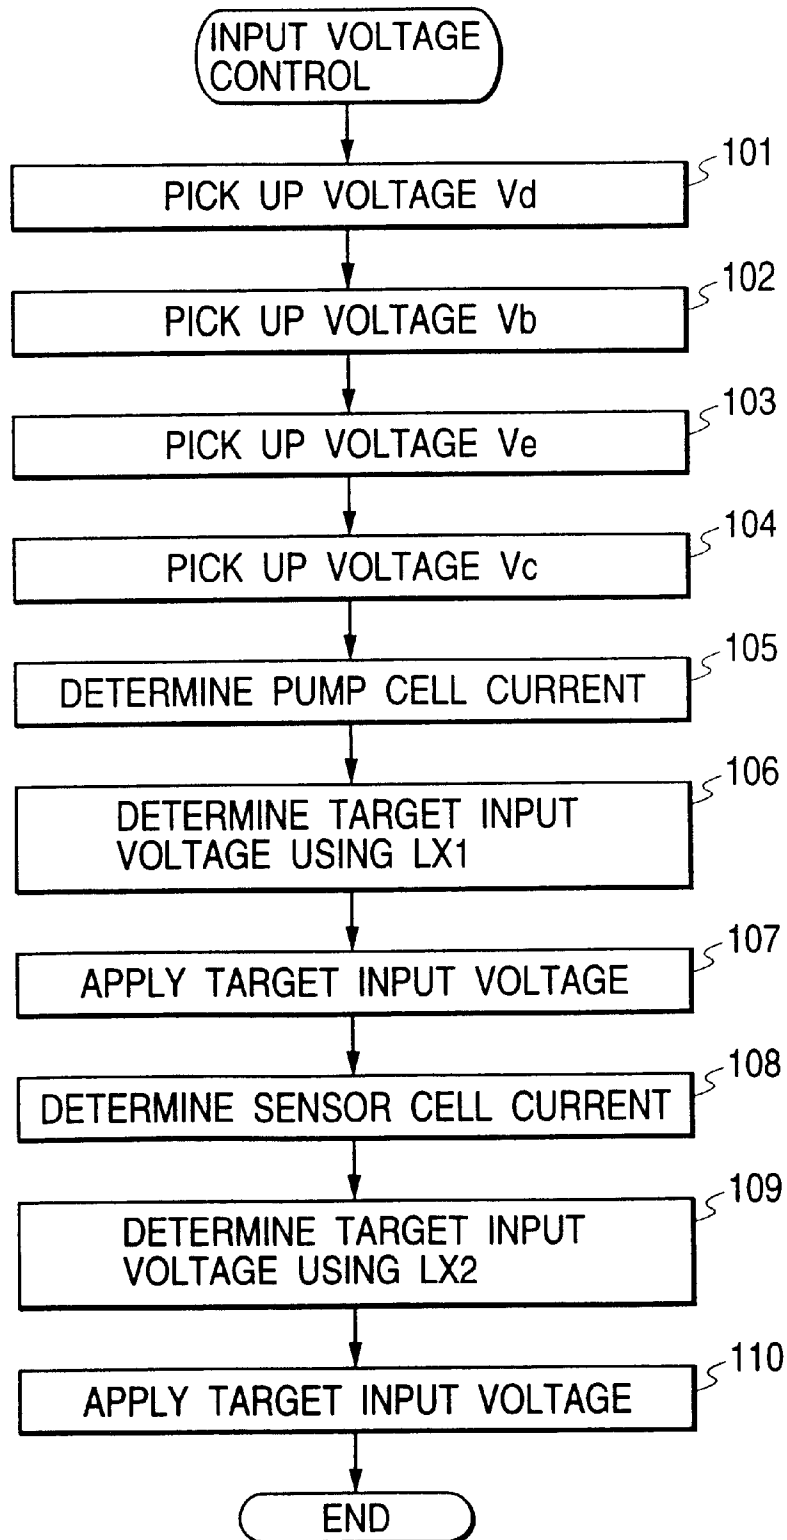 INPUT VOLTAGE
CONTROL
101
PICK UP VOLTAGE Vd
102
PICK UP VOLTAGE Vb
103
PICK UP VOLTAGE Ve
104
PICK UP VOLTAGE Vc
105
DETERMINE PUMP CELL CURRENT
106
DETERMINE TARGET INPUT
VOLTAGE USING LX1
107
APPLY TARGET INPUT VOLTAGE
108
DETERMINE SENSOR CELL CURRENT
109
DETERMINE TARGET INPUT
VOLTAGE USING LX2
110
APPLY TARGET INPUT VOLTAGE
END